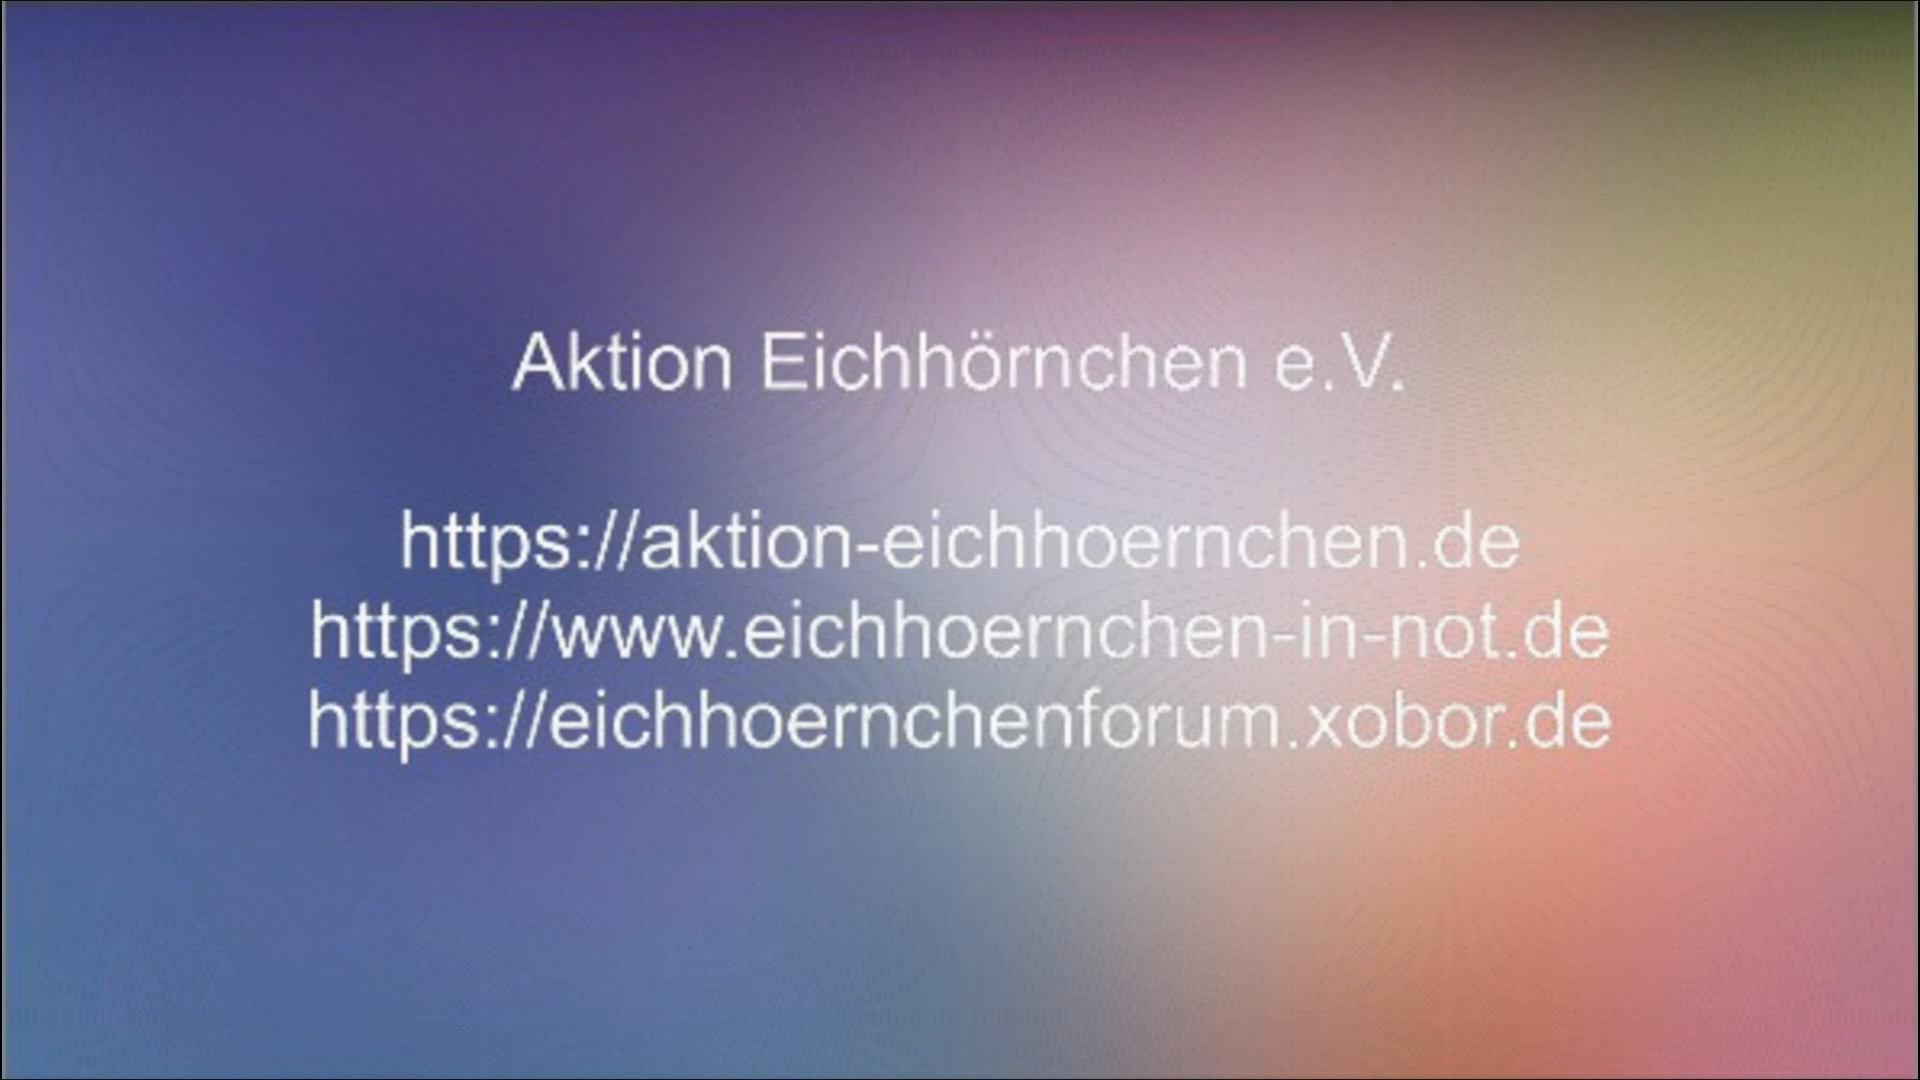 Aktion Eichhörnchen e.V.
https://aktion-eichhoernchen.de
https://www.eichhoernchen-in-not.de
https://eichhoernchenforum.xobor.de